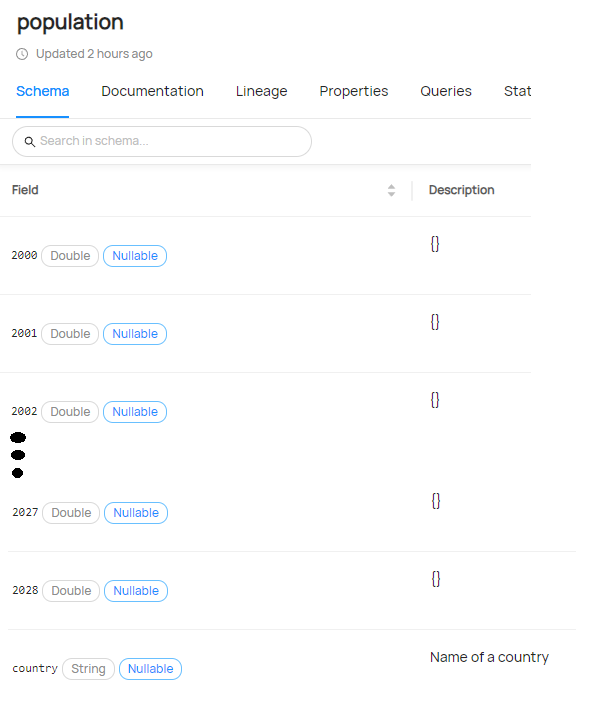 population
Updated 2 hours ago
Schema Documentation Lineage Properties Queries Stat
Search in schema...
Field Description
2000 Double Nullable {}
2001 Double Nullable {}
2002 Double Nullable {}
2027 Double Nullable {}
2028 Double Nullable {}
country String Nullable Name of a country